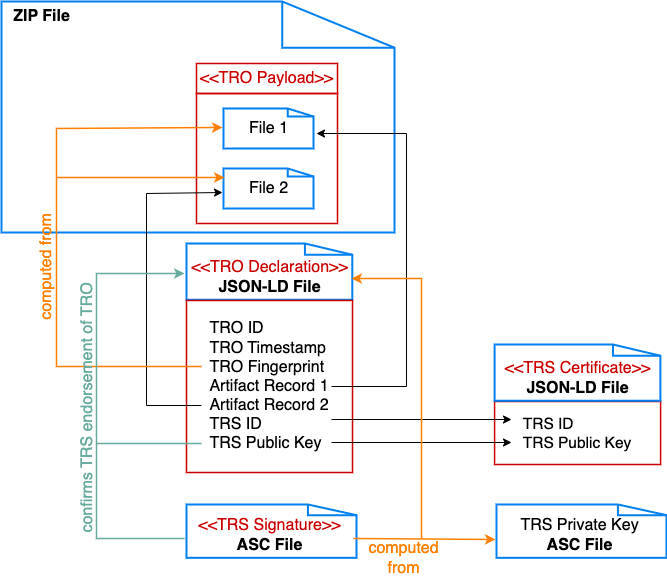 ZIP File
<<TRO Payload>>
File 1
File 2
computed from
<<TRO Declaration>>
JSON-LD File
TRO ID
TRO Timestamp
TRO Fingerprint
Artifact Record 1
Artifact Record 2
TRS ID
TRS Public Key
confirms TRS endorsement of TRO
<<TRS Certificate>>
JSON-LD File
TRS ID
TRS Public Key
<<TRS Signature>>
ASC File
computed
from
TRS Private Key
ASC File